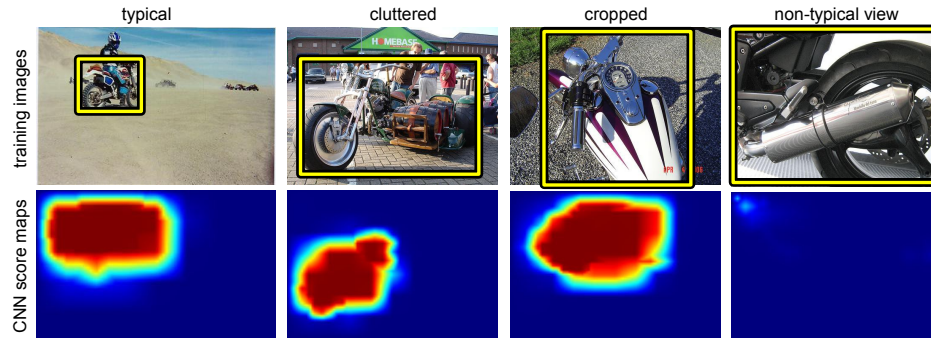 typical
cluttered
cropped
non-typical view
training images
HOMEBASE
CNN score maps